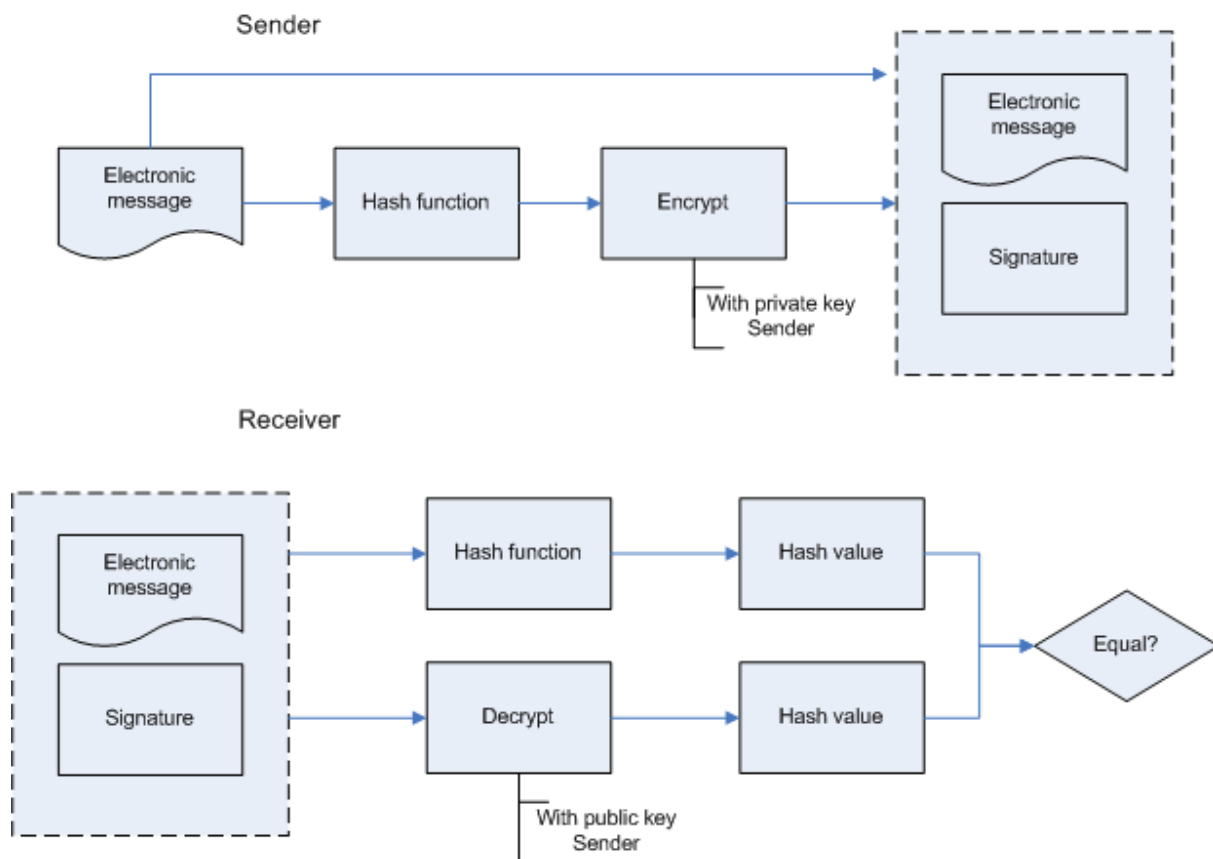 Sender
Electronic
message
Hash function
Encrypt
With private key
Sender
Electronic
message
Signature
Receiver
Electronic
message
Signature
Hash function
Hash value
Decrypt
Hash value
With public key
Sender
Equal?